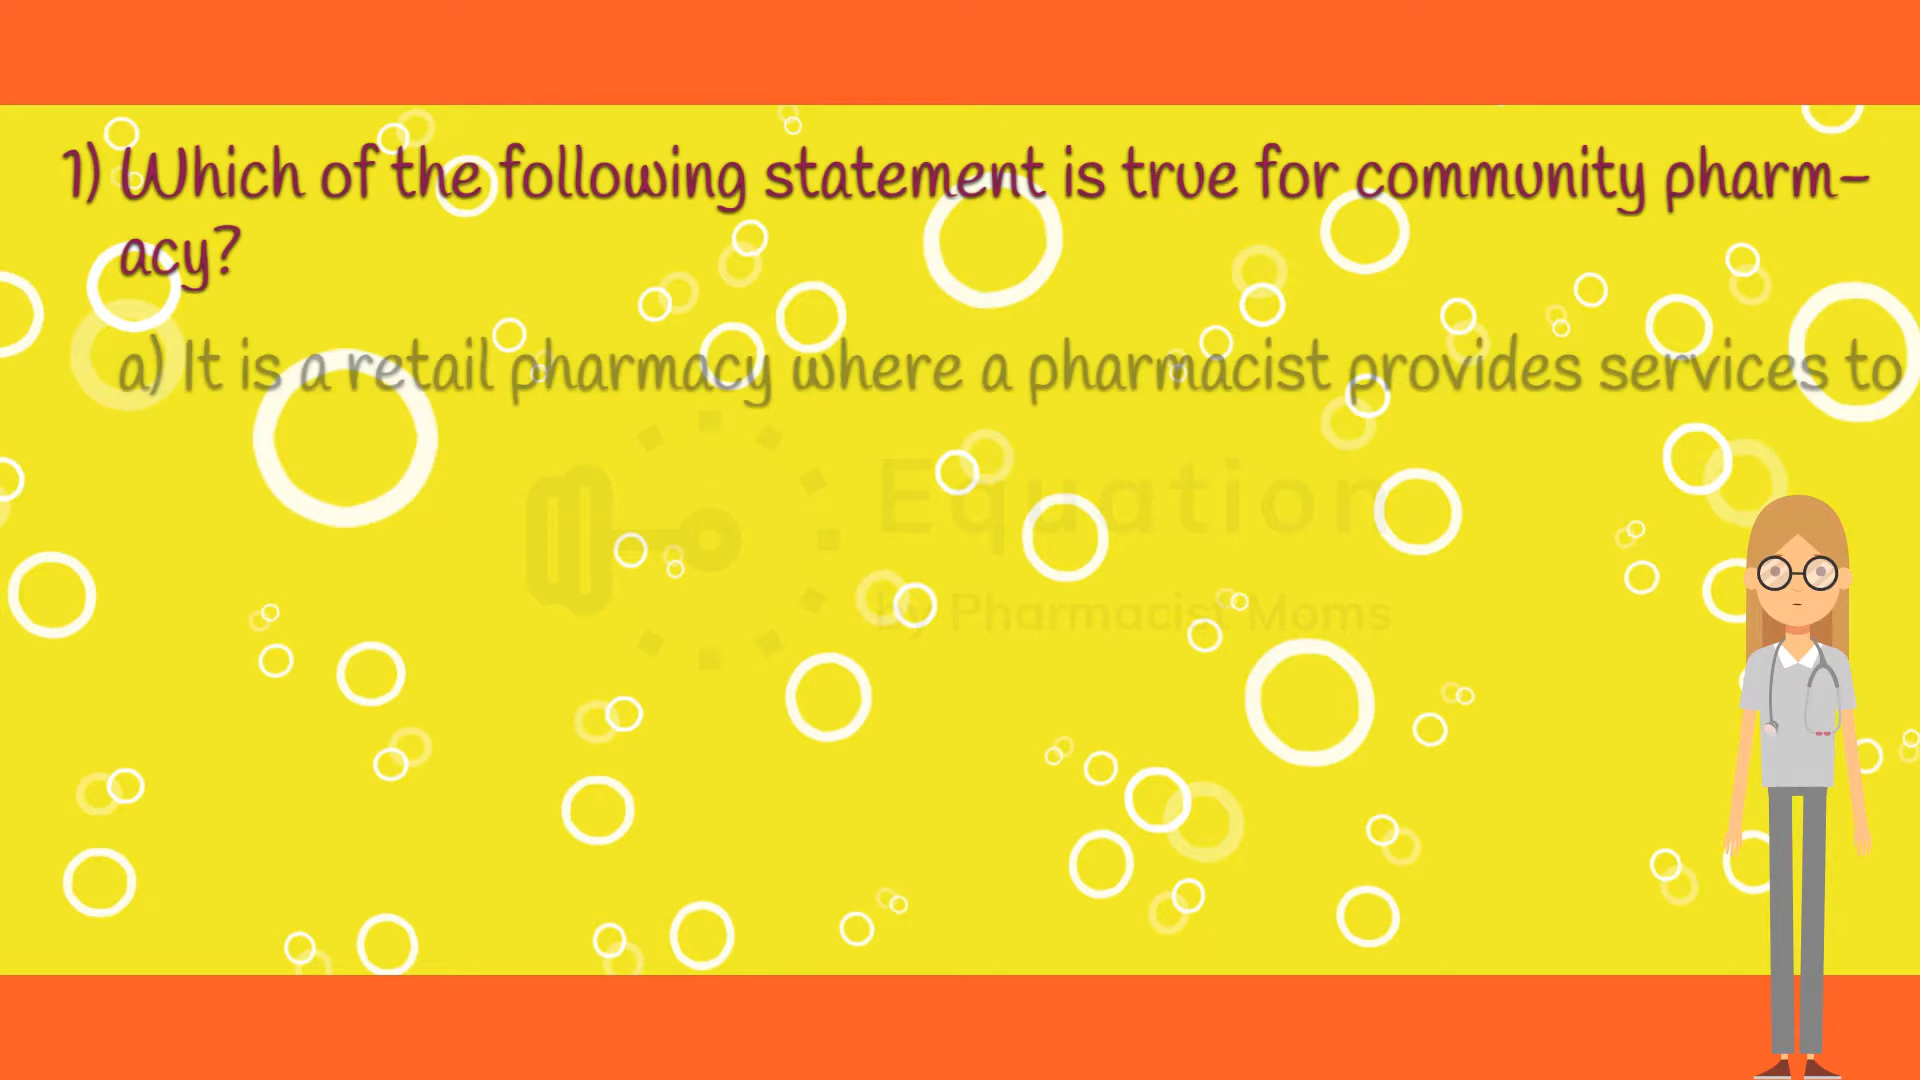 1) Which of the following statement is true for community pharm-
acy?
a) It is a retail pharmacy where a pharmacist provides services to
Equation
by Pharmacist Moms